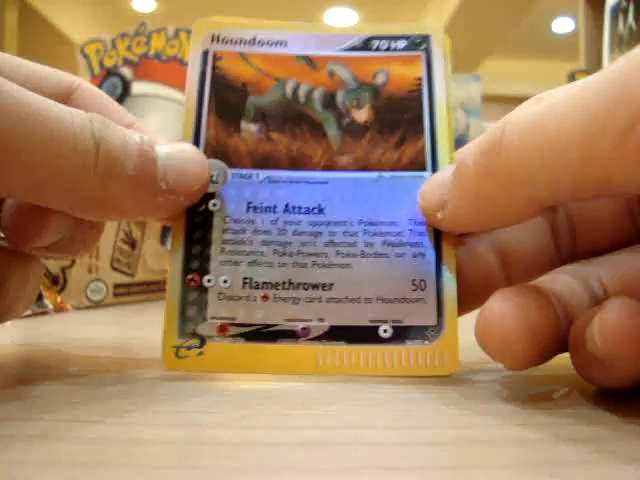 POKéMON
Houndoom 70 HP
STAGE 1
Feint Attack
Choose 1 of your opponent's Pokémon. This
attack does 20 damage to that Pokémon. This
attack's damage isn't affected by Weakness,
Resistance, Poké-Powers, Poké-Bodies, or any
other effects on that Pokémon.
Flamethrower 50
Discard a Energy card attached to Houndoom.